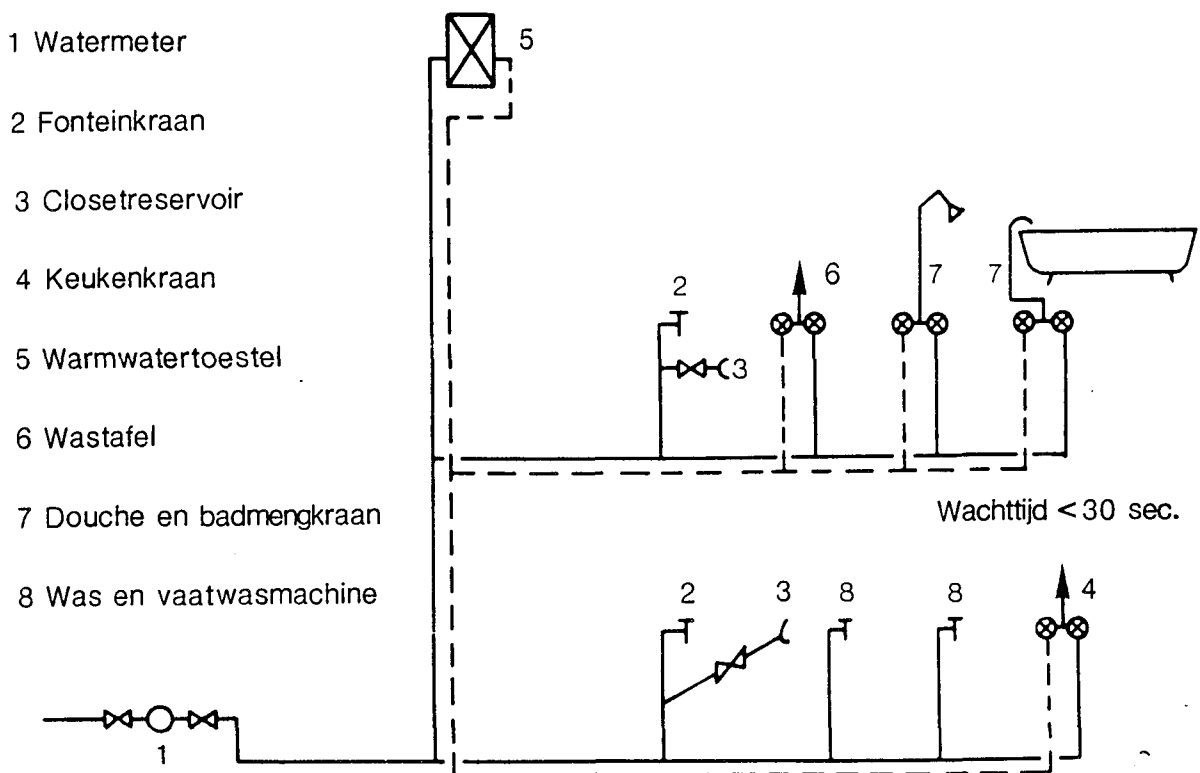 1 Watermeter
2 Fonteinkraan
3 Closetreservoir
4 Keukenkraan
5 Warmwatertoestel
6 Wastafel
7 Douche en badmengkraan
8 Was en vaatwasmachine
5
2
3
6
7
7
Wachttijd < 30 sec.
2
3
8
8
4
1